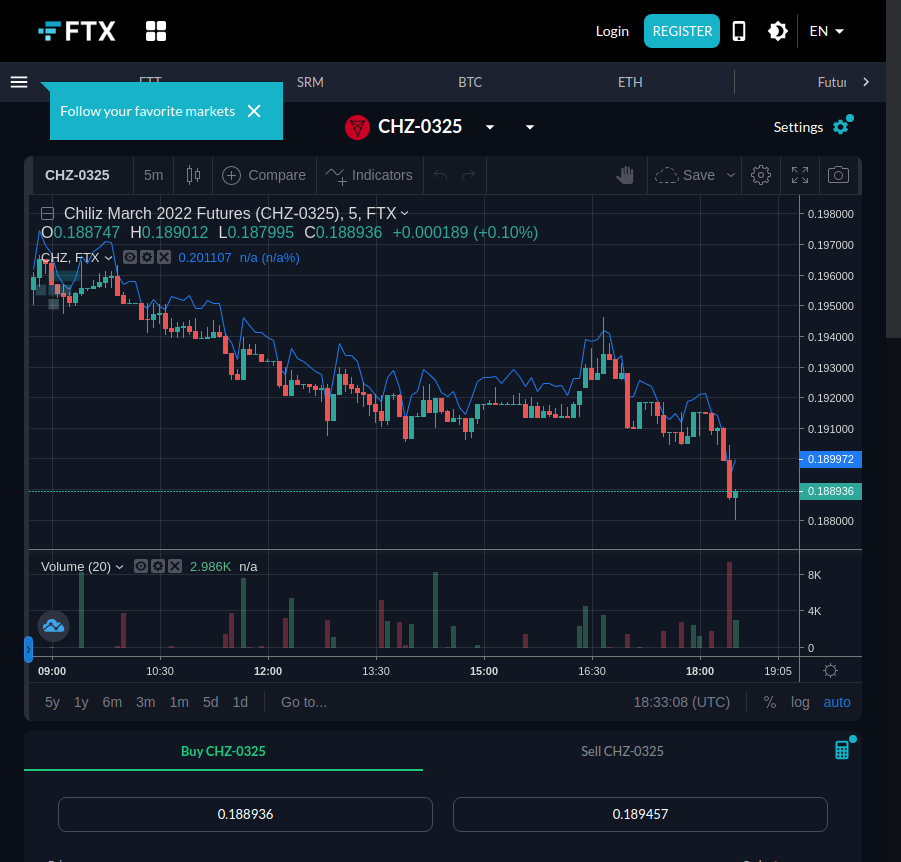 FTX
Login
REGISTER
EN
FTT SRM BTC ETH
Follow your favorite markets
CHZ-0325
Settings
CHZ-0325 5m Compare Indicators Save
Chiliz March 2022 Futures (CHZ-0325), 5, FTX
O0.188747 H0.189012 L0.187995 C0.188936 +0.000189 (+0.10%)
CHZ, FTX 0.201107 n/a (n/a%)
0.198000
0.197000
0.196000
0.195000
0.194000
0.193000
0.192000
0.191000
0.189972
0.188936
0.188000
Volume (20) 2.986K n/a
8K
4K
0
09:00 10:30 12:00 13:30 15:00 16:30 18:00 19:05
5y 1y 6m 3m 1m 5d 1d Go to... 18:33:08 (UTC) % log auto
Buy CHZ-0325 Sell CHZ-0325
0.188936 0.189457